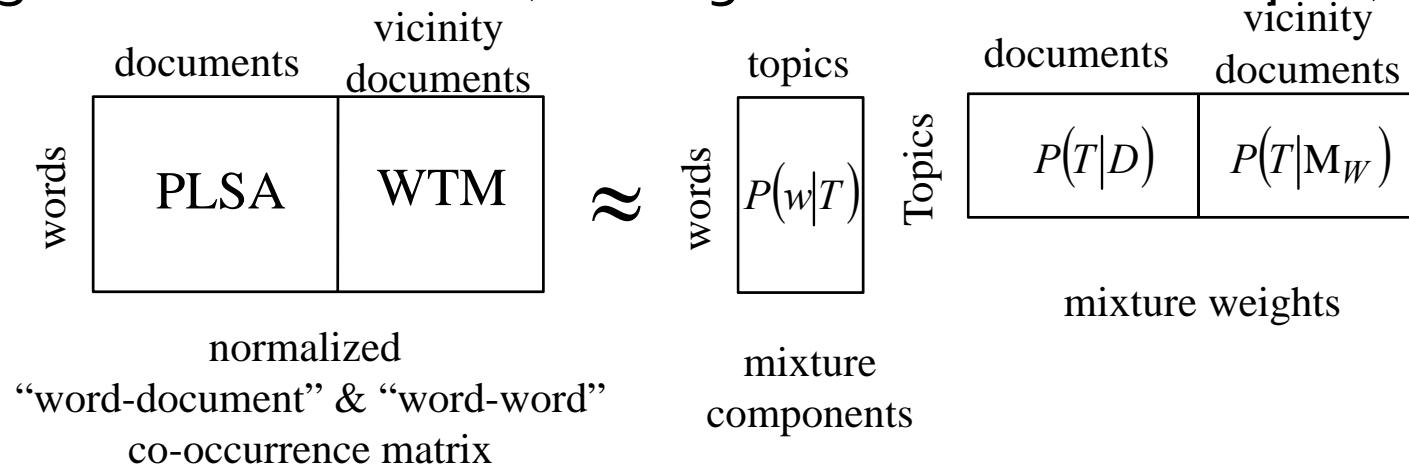 documents
vicinity
documents
words
PLSA
WTM
normalized
“word-document” & “word-word”
co-occurrence matrix
≈
topics
words
P(w|T)
mixture
components
documents
vicinity
documents
Topics
P(T|D)
P(T|M_W)
mixture weights